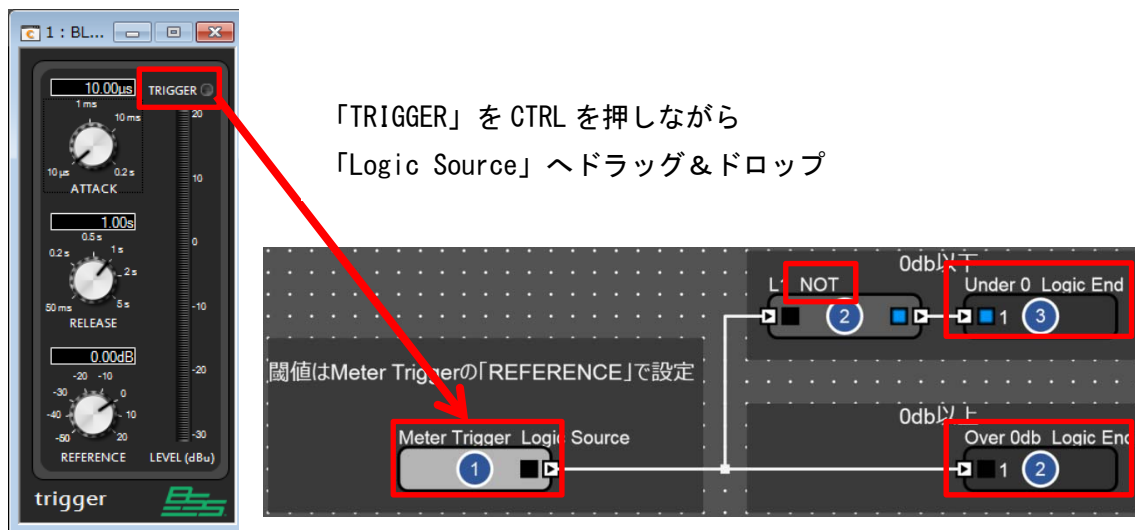 1 : BL...
10.00µs
TRIGGER
1 ms
10 ms
10 µs
0.2 s
ATTACK
1.00s
0.5 s
0.2 s
1 s
2 s
50 ms
5 s
RELEASE
0.00dB
-20
-10
-30
0
-40
10
-50
20
REFERENCE
20
10
0
-10
-20
-30
LEVEL (dBu)
trigger
BSS
「TRIGGER」を CTRL を押しながら
「Logic Source」へドラッグ＆ドロップ
0db以下
L1 NOT
2
Under 0 Logic End
1
3
閾値はMeter Triggerの「REFERENCE」で設定
Meter Trigger Logic Source
1
0db以上
Over 0db Logic End
1
2